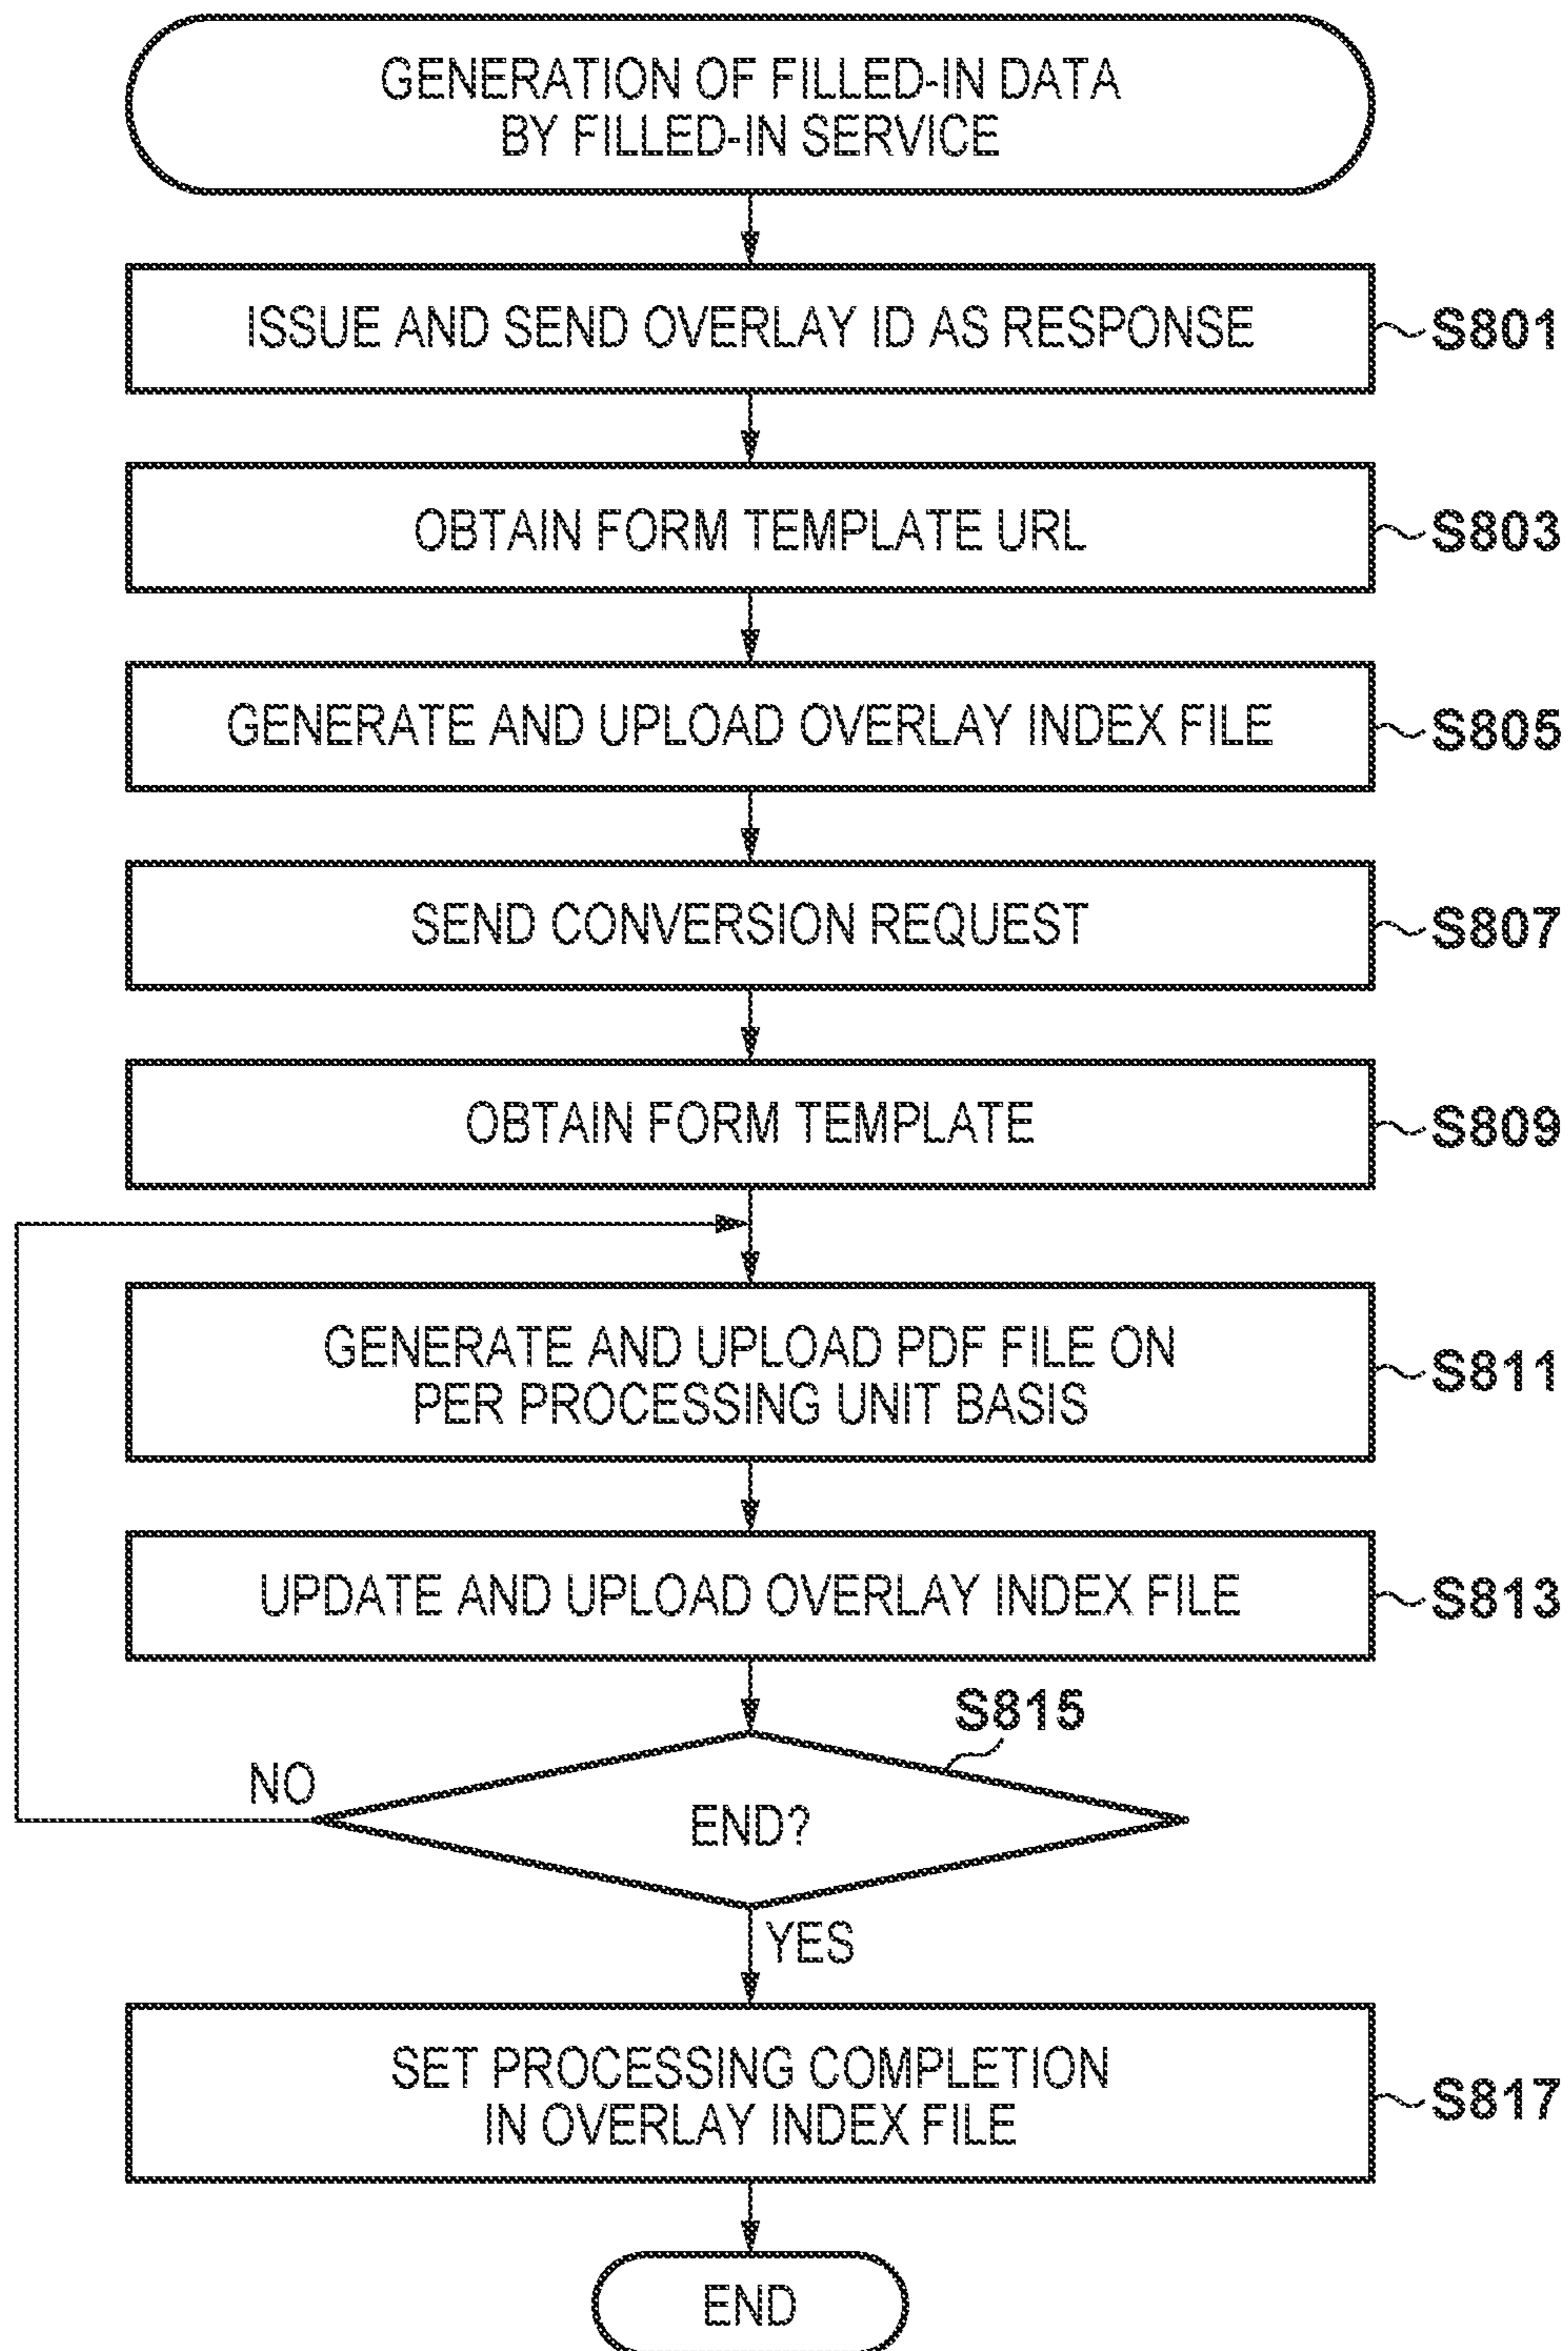 GENERATION OF FILLED-IN DATA
BY FILLED-IN SERVICE
ISSUE AND SEND OVERLAY ID AS RESPONSE
S801
OBTAIN FORM TEMPLATE URL
S803
GENERATE AND UPLOAD OVERLAY INDEX FILE
S805
SEND CONVERSION REQUEST
S807
OBTAIN FORM TEMPLATE
S809
GENERATE AND UPLOAD PDF FILE ON
PER PROCESSING UNIT BASIS
S811
UPDATE AND UPLOAD OVERLAY INDEX FILE
S813
S815
NO
END?
YES
SET PROCESSING COMPLETION
IN OVERLAY INDEX FILE
S817
END